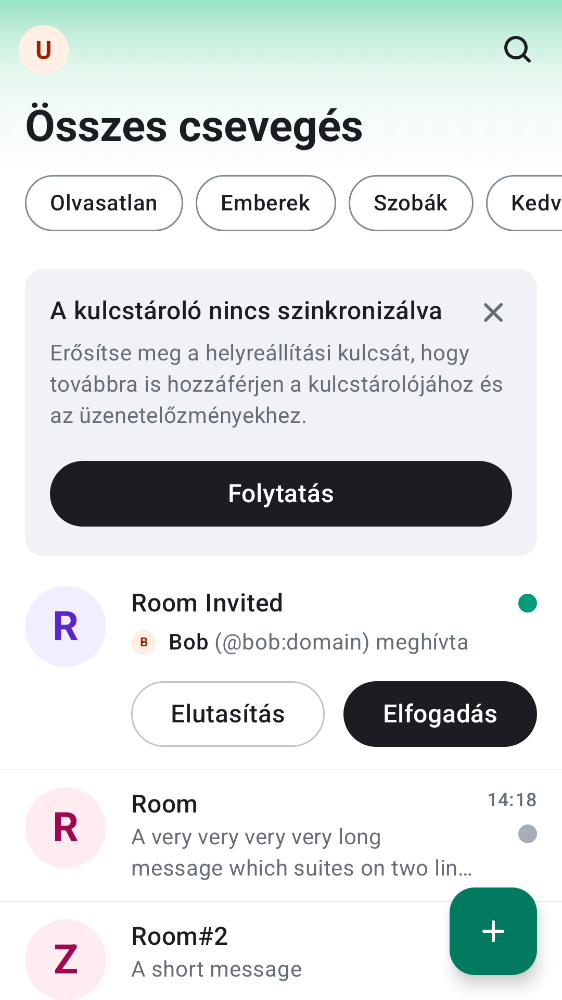 U
Összes csevegés
Olvasatlan
Emberek
Szobák
Kedv
A kulcstároló nincs szinkronizálva
Erősítse meg a helyreállítási kulcsát, hogy
továbbra is hozzáférjen a kulcstárolójához és
az üzenetelőzményekhez.
Folytatás
R
Room Invited
B
Bob (@bob:domain) meghívta
Elutasítás
Elfogadás
R
Room
14:18
A very very very very long
message which suites on two lin…
Z
Room#2
A short message